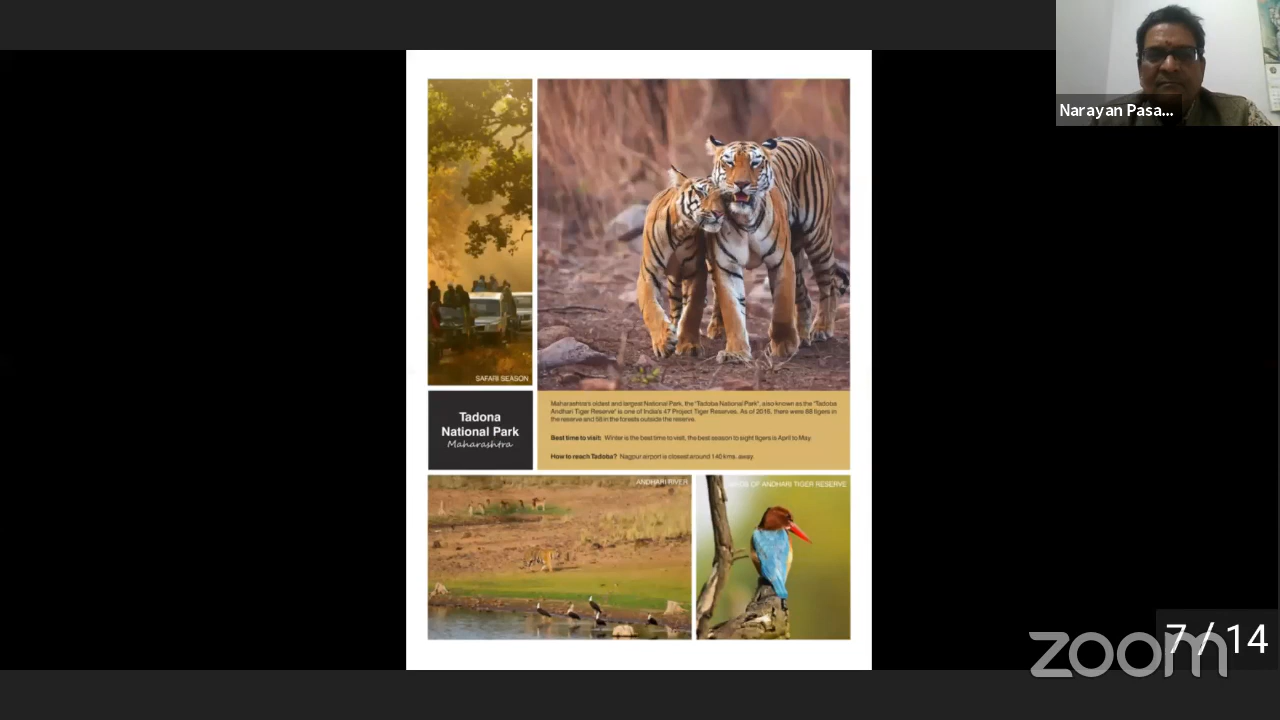 Narayan Pasa...
SAFARI SEASON
Tadona
National Park
Maharashtra
Maharashtra's oldest and largest National Park, the "Tadoba National Park", also known as the "Tadoba
Andhari Tiger Reserve" is one of India's 47 Project Tiger Reserves. As of 2016, there were 88 tigers in
the reserve and 58 in the forests outside the reserve.
Best time to visit: Winter is the best time to visit, the best season to sight tigers is April to May.
How to reach Tadoba? Nagpur airport is closest around 140 kms. away.
ANDHARI RIVER
OF ANDHARI TIGER RESERVE
7 / 14
zoom